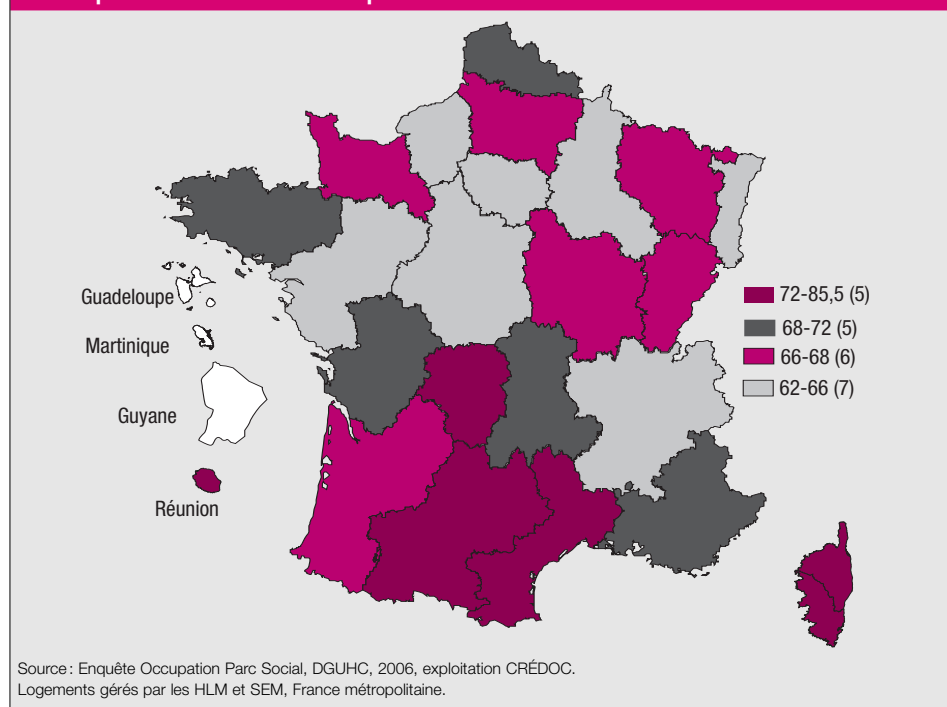 Guadeloupe
Martinique
Guyane
Réunion
72-85,5 (5)
68-72 (5)
66-68 (6)
62-66 (7)
Source : Enquête Occupation Parc Social, DGUHC, 2006, exploitation CRÉDOC.
Logements gérés par les HLM et SEM, France métropolitaine.